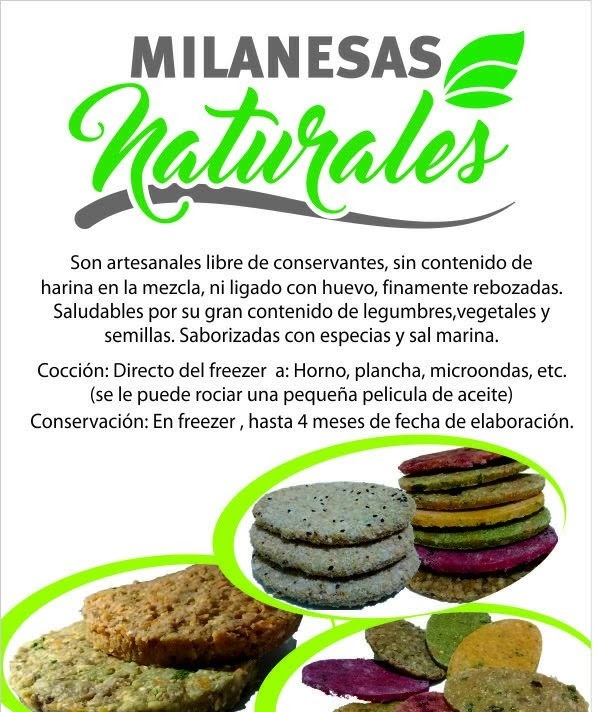 MILANESAS
Naturales
Son artesanales libre de conservantes, sin contenido de
harina en la mezcla, ni ligado con huevo, finamente rebozadas.
Saludables por su gran contenido de legumbres,vegetales y
semillas. Saborizadas con especias y sal marina.
Cocción: Directo del freezer a: Horno, plancha, microondas, etc.
(se le puede rociar una pequeña pelicula de aceite)
Conservación: En freezer , hasta 4 meses de fecha de elaboración.